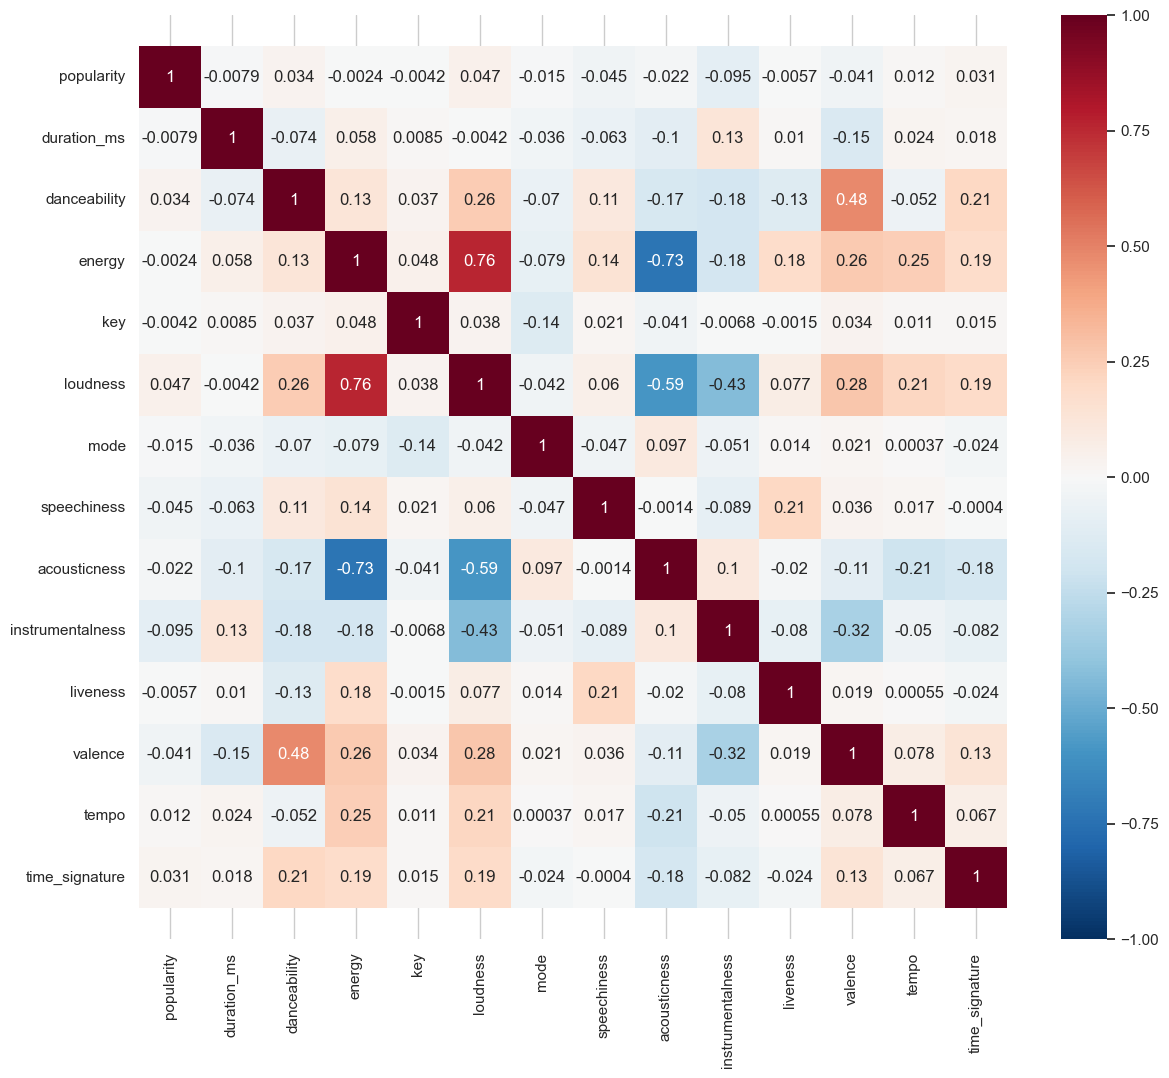 popularity 1 -0.0079 0.034 -0.0024 -0.0042 0.047 -0.015 -0.045 -0.022 -0.095 -0.0057 -0.041 0.012 0.031
duration_ms -0.0079 1 -0.074 0.058 0.0085 -0.0042 -0.036 -0.063 -0.1 0.13 0.01 -0.15 0.024 0.018
danceability 0.034 -0.074 1 0.13 0.037 0.26 -0.07 0.11 -0.17 -0.18 -0.13 0.48 -0.052 0.21
energy -0.0024 0.058 0.13 1 0.048 0.76 -0.079 0.14 -0.73 -0.18 0.18 0.26 0.25 0.19
key -0.0042 0.0085 0.037 0.048 1 0.038 -0.14 0.021 -0.041 -0.0068 -0.0015 0.034 0.011 0.015
loudness 0.047 -0.0042 0.26 0.76 0.038 1 -0.042 0.06 -0.59 -0.43 0.077 0.28 0.21 0.19
mode -0.015 -0.036 -0.07 -0.079 -0.14 -0.042 1 -0.047 0.097 -0.051 0.014 0.021 0.00037 -0.024
speechiness -0.045 -0.063 0.11 0.14 0.021 0.06 -0.047 1 -0.0014 -0.089 0.21 0.036 0.017 -0.0004
acousticness -0.022 -0.1 -0.17 -0.73 -0.041 -0.59 0.097 -0.0014 1 0.1 -0.02 -0.11 -0.21 -0.18
instrumentalness -0.095 0.13 -0.18 -0.18 -0.0068 -0.43 -0.051 -0.089 0.1 1 -0.08 -0.32 -0.05 -0.082
liveness -0.0057 0.01 -0.13 0.18 -0.0015 0.077 0.014 0.21 -0.02 -0.08 1 0.019 0.00055 -0.024
valence -0.041 -0.15 0.48 0.26 0.034 0.28 0.021 0.036 -0.11 -0.32 0.019 1 0.078 0.13
tempo 0.012 0.024 -0.052 0.25 0.011 0.21 0.00037 0.017 -0.21 -0.05 0.00055 0.078 1 0.067
time_signature 0.031 0.018 0.21 0.19 0.015 0.19 -0.024 -0.0004 -0.18 -0.082 -0.024 0.13 0.067 1
popularity
duration_ms
danceability
energy
key
loudness
mode
speechiness
acousticness
instrumentalness
liveness
valence
tempo
time_signature
1.00
0.75
0.50
0.25
0.00
−0.25
−0.50
−0.75
−1.00